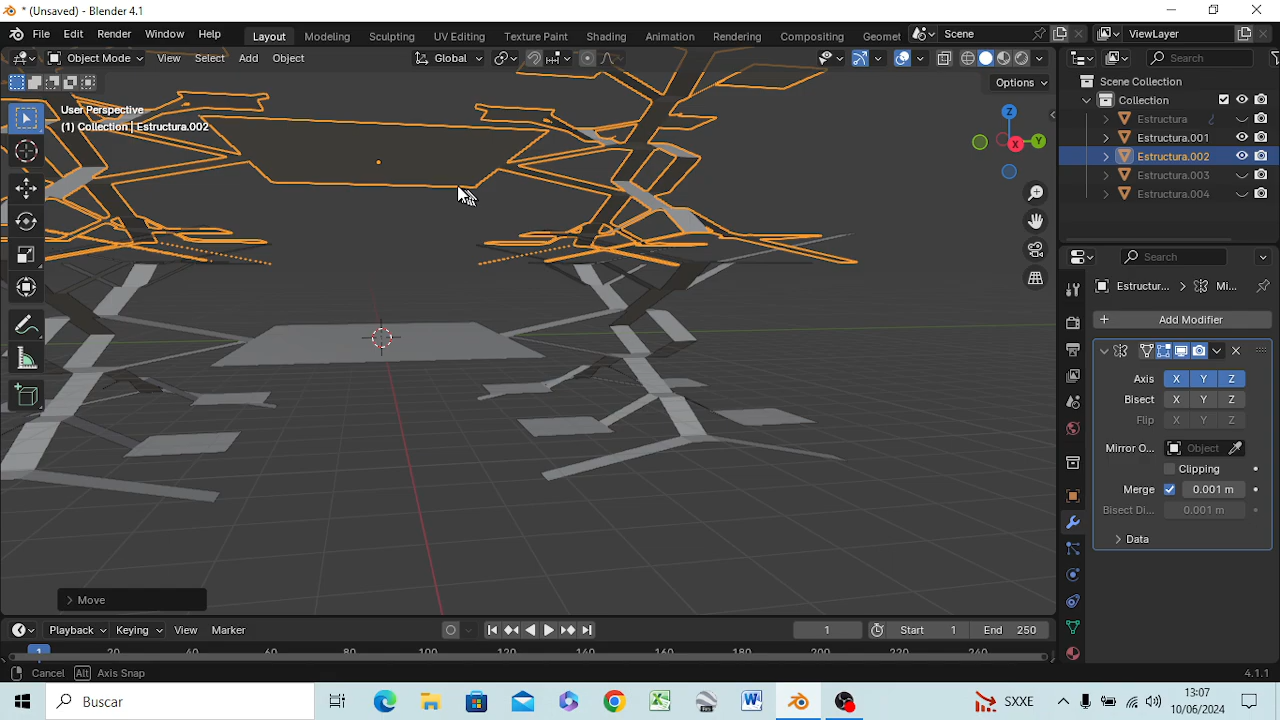 * (Unsaved) - Blender 4.1
File Edit Render Window Help
Layout Modeling Sculpting UV Editing Texture Paint Shading Animation Rendering Compositing Geomet
Scene
ViewLayer
Object Mode View Select Add Object
Global
Options
User Perspective
(1) Collection | Estructura.002
Z
Y
X
Search
Scene Collection
Collection
Estructura
Estructura.001
Estructura.002
Estructura.003
Estructura.004
Search
Estructur... > Mi...
Add Modifier
Axis X Y Z
Bisect X Y Z
Flip X Y Z
Mirror O... Object
Clipping
Merge 0.001 m
Bisect Di... 0.001 m
Data
Move
Playback Keying View Marker
1
Start 1
End 250
1 20 40 60 80 100 120 140 160 180 200 220 240
Cancel Alt Axis Snap
4.1.1
Buscar
SXXE
13:07
10/06/2024